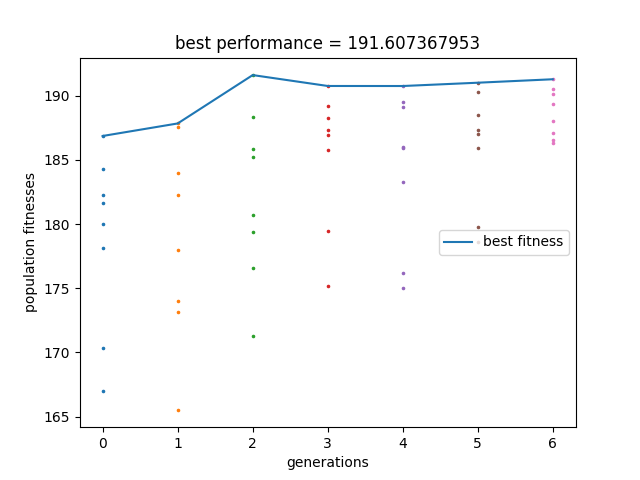 best performance = 191.607367953
population fitnesses
190
185
180
175
170
165
best fitness
0 1 2 3 4 5 6
generations